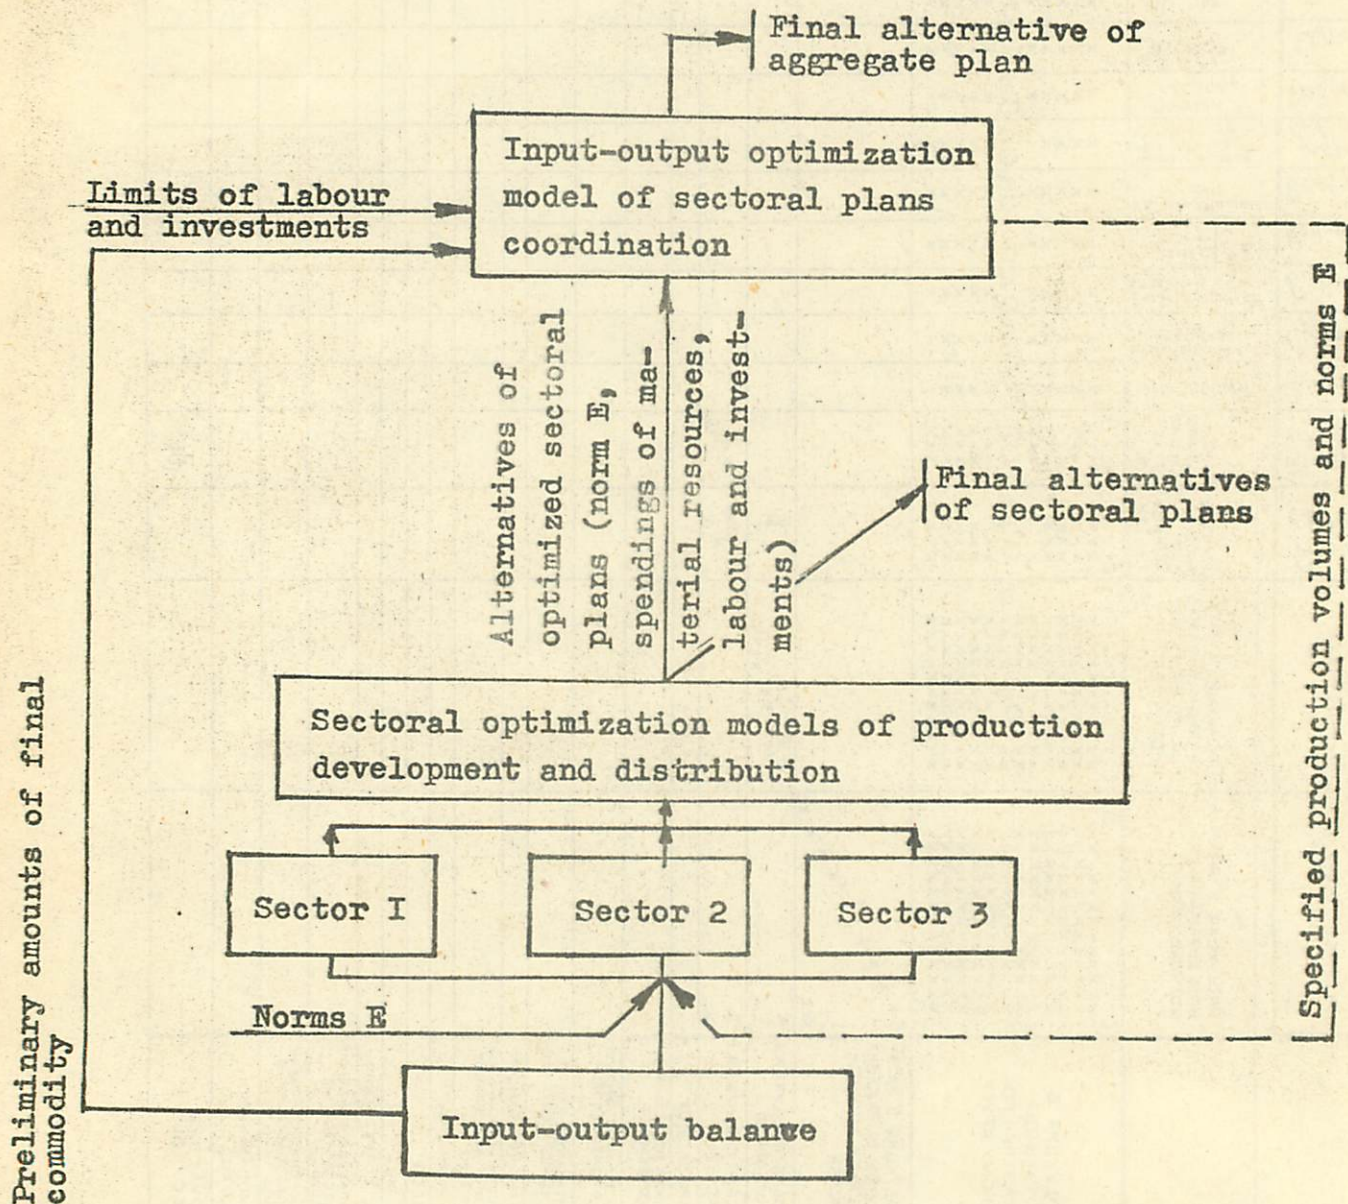 Final alternative of
aggregate plan
Input-output optimization
model of sectoral plans
coordination
Limits of labour
and investments
Alternatives of
optimized sectoral
plans (norm E,
spendings of ma-
terial resources,
labour and invest-
ments)
Final alternatives
of sectoral plans
Specified production volumes and norms E
Preliminary amounts of final
commodity
Sectoral optimization models of production
development and distribution
Sector I
Sector 2
Sector 3
Norms E
Input-output balance